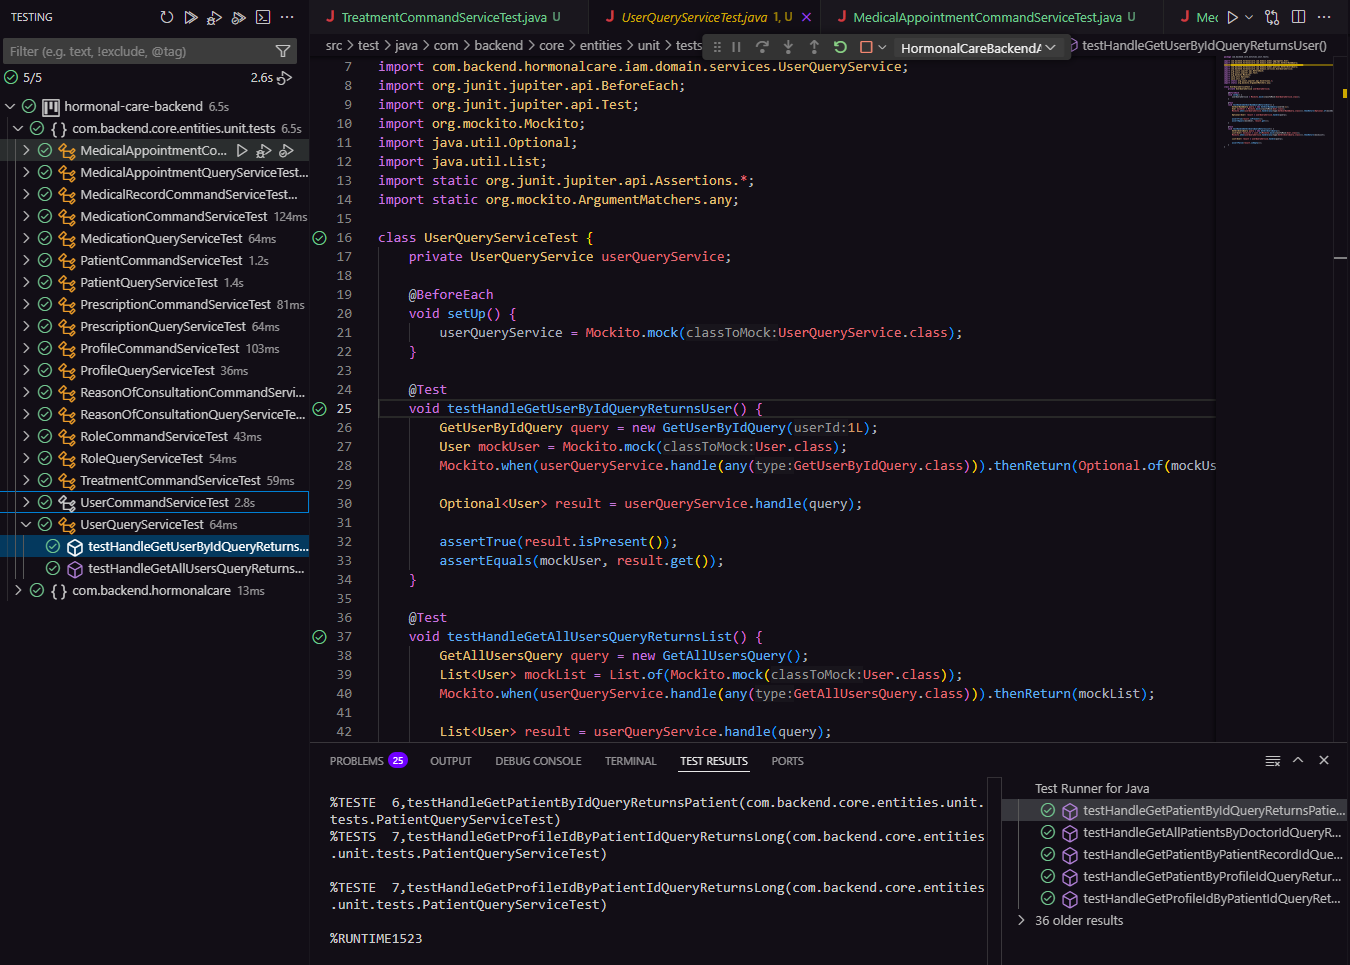 TESTING
Filter (e.g. text, !exclude, @tag)
5/5
2.6s
hormonal-care-backend 6.5s
{ } com.backend.core.entities.unit.tests 6.5s
MedicalAppointmentCo...
MedicalAppointmentQueryServiceTest...
MedicalRecordCommandServiceTest...
MedicationCommandServiceTest 124ms
MedicationQueryServiceTest 64ms
PatientCommandServiceTest 1.2s
PatientQueryServiceTest 1.4s
PrescriptionCommandServiceTest 81ms
PrescriptionQueryServiceTest 64ms
ProfileCommandServiceTest 103ms
ProfileQueryServiceTest 36ms
ReasonOfConsultationCommandServi...
ReasonOfConsultationQueryServiceTe...
RoleCommandServiceTest 43ms
RoleQueryServiceTest 54ms
TreatmentCommandServiceTest 59ms
UserCommandServiceTest 2.8s
UserQueryServiceTest 64ms
testHandleGetUserByIdQueryReturns...
testHandleGetAllUsersQueryReturns...
{ } com.backend.hormonalcare 13ms
J TreatmentCommandServiceTest.java U
J UserQueryServiceTest.java 1, U
J MedicalAppointmentCommandServiceTest.java U
J Mec
src > test > java > com > backend > core > entities > unit > tests
HormonalCareBackendA
testHandleGetUserByIdQueryReturnsUser()
7 import com.backend.hormonalcare.iam.domain.services.UserQueryService;
8 import org.junit.jupiter.api.BeforeEach;
9 import org.junit.jupiter.api.Test;
10 import org.mockito.Mockito;
11 import java.util.Optional;
12 import java.util.List;
13 import static org.junit.jupiter.api.Assertions.*;
14 import static org.mockito.ArgumentMatchers.any;
15
16 class UserQueryServiceTest {
17 private UserQueryService userQueryService;
18
19 @BeforeEach
20 void setUp() {
21 userQueryService = Mockito.mock(classToMock:UserQueryService.class);
22 }
23
24 @Test
25 void testHandleGetUserByIdQueryReturnsUser() {
26 GetUserByIdQuery query = new GetUserByIdQuery(userId:1L);
27 User mockUser = Mockito.mock(classToMock:User.class);
28 Mockito.when(userQueryService.handle(any(type:GetUserByIdQuery.class))).thenReturn(Optional.of(mockUs
29
30 Optional<User> result = userQueryService.handle(query);
31
32 assertTrue(result.isPresent());
33 assertEquals(mockUser, result.get());
34 }
35
36 @Test
37 void testHandleGetAllUsersQueryReturnsList() {
38 GetAllUsersQuery query = new GetAllUsersQuery();
39 List<User> mockList = List.of(Mockito.mock(classToMock:User.class));
40 Mockito.when(userQueryService.handle(any(type:GetAllUsersQuery.class))).thenReturn(mockList);
41
42 List<User> result = userQueryService.handle(query);
PROBLEMS 25 OUTPUT DEBUG CONSOLE TERMINAL TEST RESULTS PORTS
%TESTE  6,testHandleGetPatientByIdQueryReturnsPatient(com.backend.core.entities.unit.
tests.PatientQueryServiceTest)
%TESTS  7,testHandleGetProfileIdByPatientIdQueryReturnsLong(com.backend.core.entities
.unit.tests.PatientQueryServiceTest)
%TESTE  7,testHandleGetProfileIdByPatientIdQueryReturnsLong(com.backend.core.entities
.unit.tests.PatientQueryServiceTest)
%RUNTIME1523
Test Runner for Java
testHandleGetPatientByIdQueryReturnsPatie...
testHandleGetAllPatientsByDoctorIdQueryR...
testHandleGetPatientByPatientRecordIdQue...
testHandleGetPatientByProfileIdQueryRetur...
testHandleGetProfileIdByPatientIdQueryRet...
36 older results